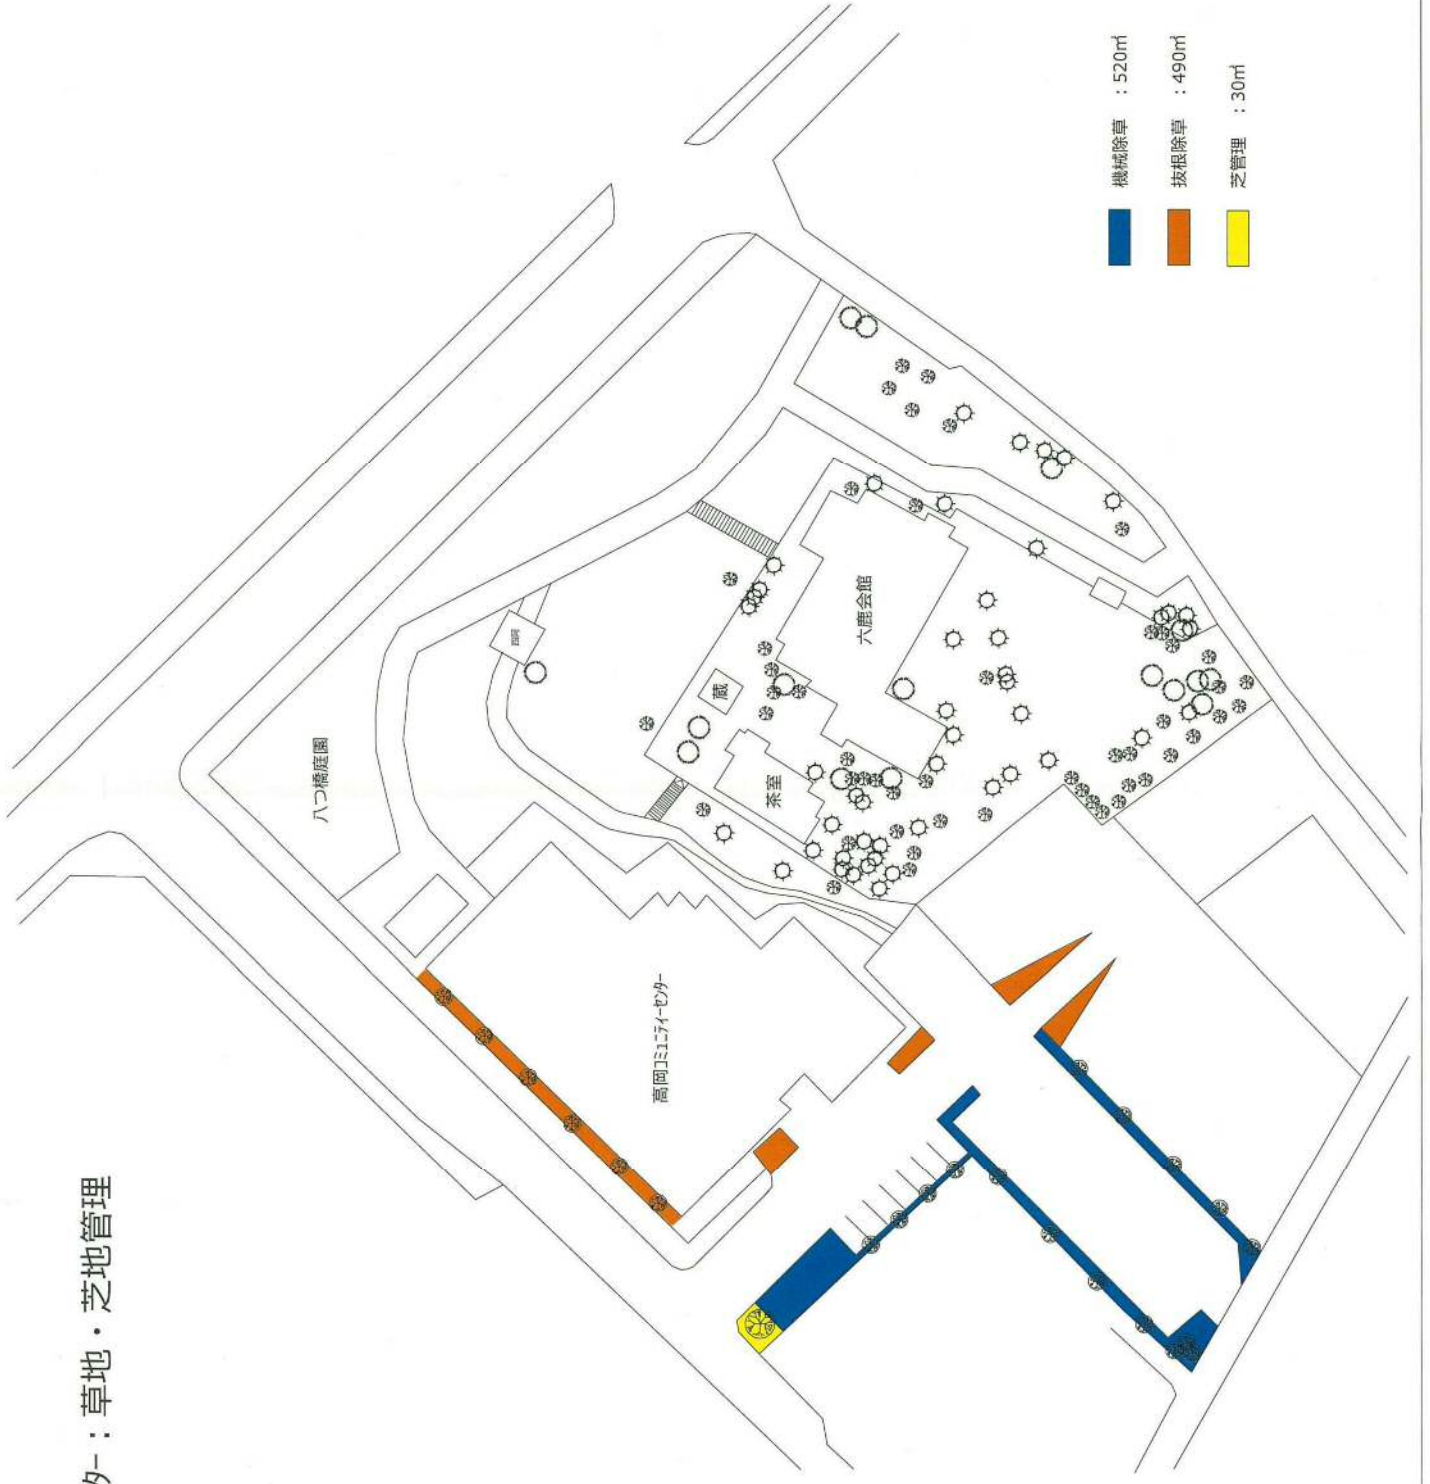 ター：草地・芝地管理
機械除草　：520㎡
抜根除草　：490㎡
芝管理　：30㎡
八つ橋庭園
四阿
蔵
六鹿会館
茶室
高岡コミュニティーセンター